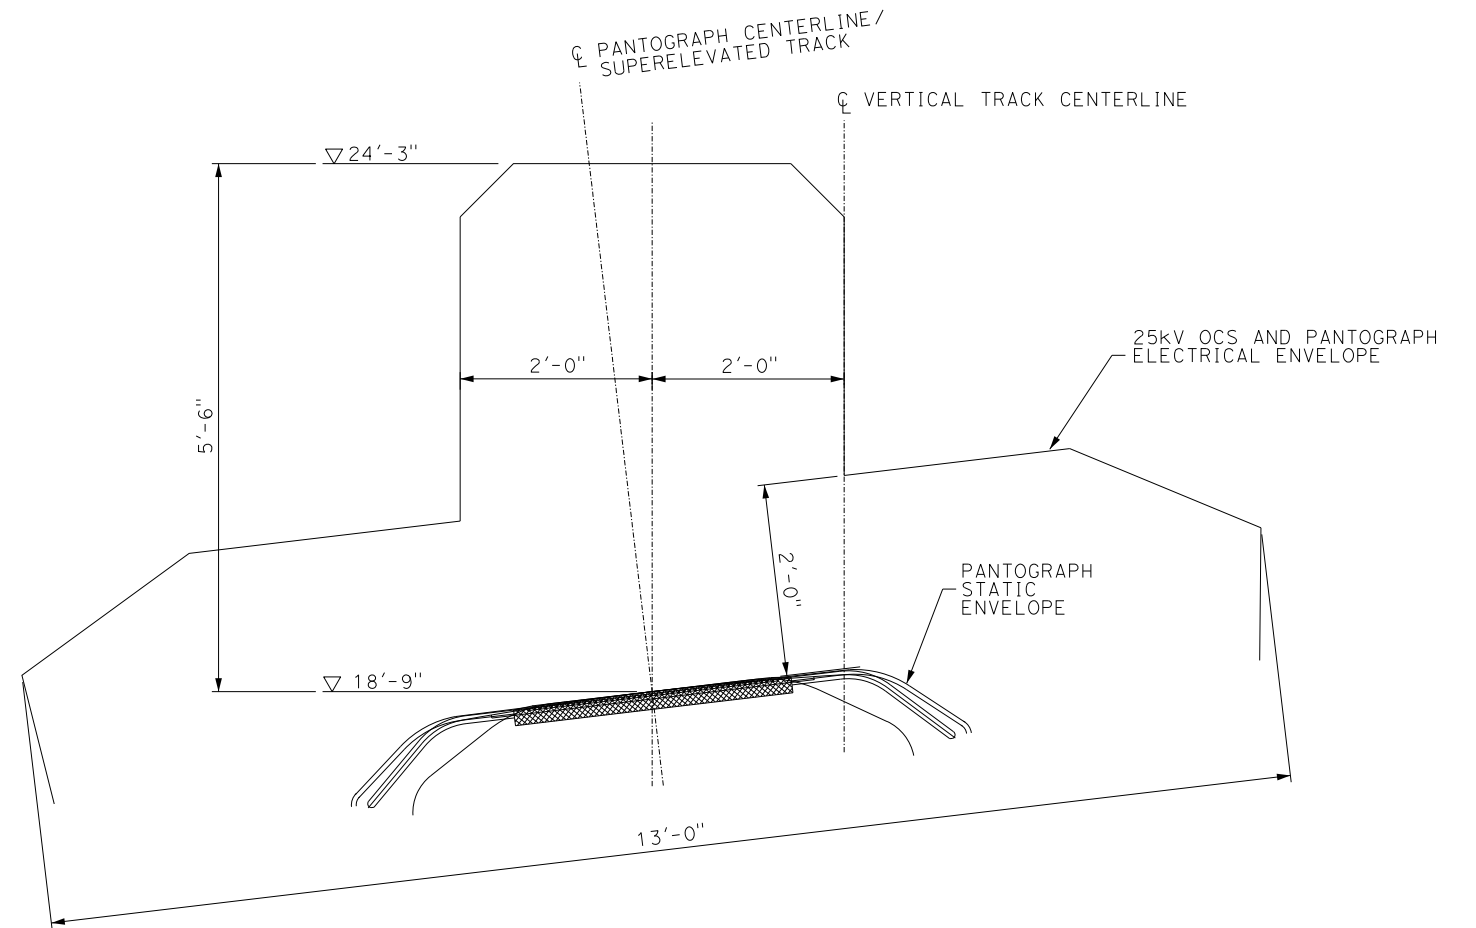 ℄ PANTOGRAPH CENTERLINE/
SUPERELEVATED TRACK
℄ VERTICAL TRACK CENTERLINE
24'-3"
25kV OCS AND PANTOGRAPH
ELECTRICAL ENVELOPE
2'-0"
2'-0"
5'-6"
2'-0"
PANTOGRAPH
STATIC
ENVELOPE
18'-9"
13'-0"